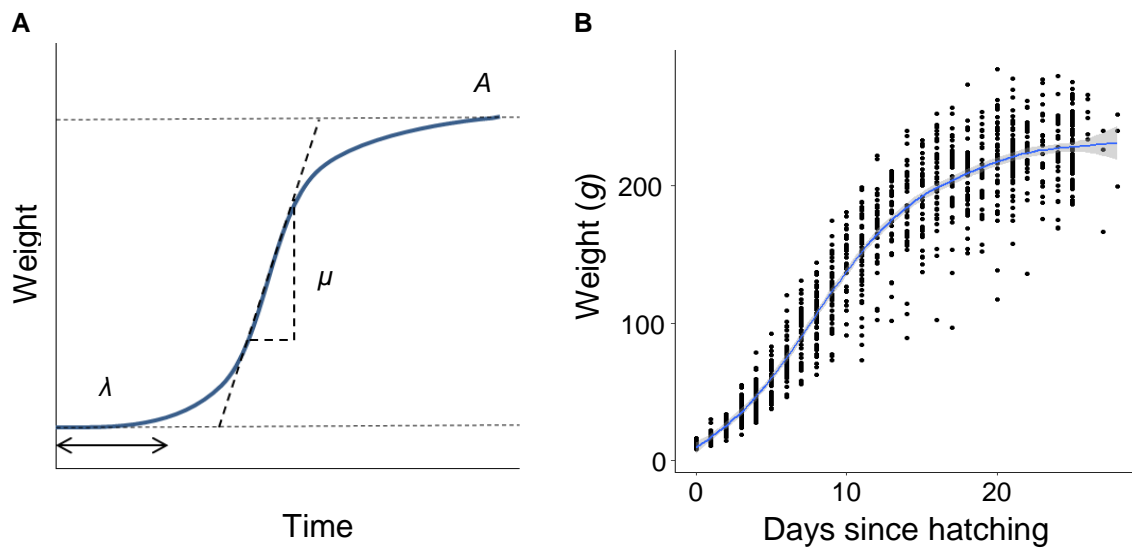 A
Weight
A
λ
μ
Time
B
Weight (g)
200
100
0
0
10
20
Days since hatching